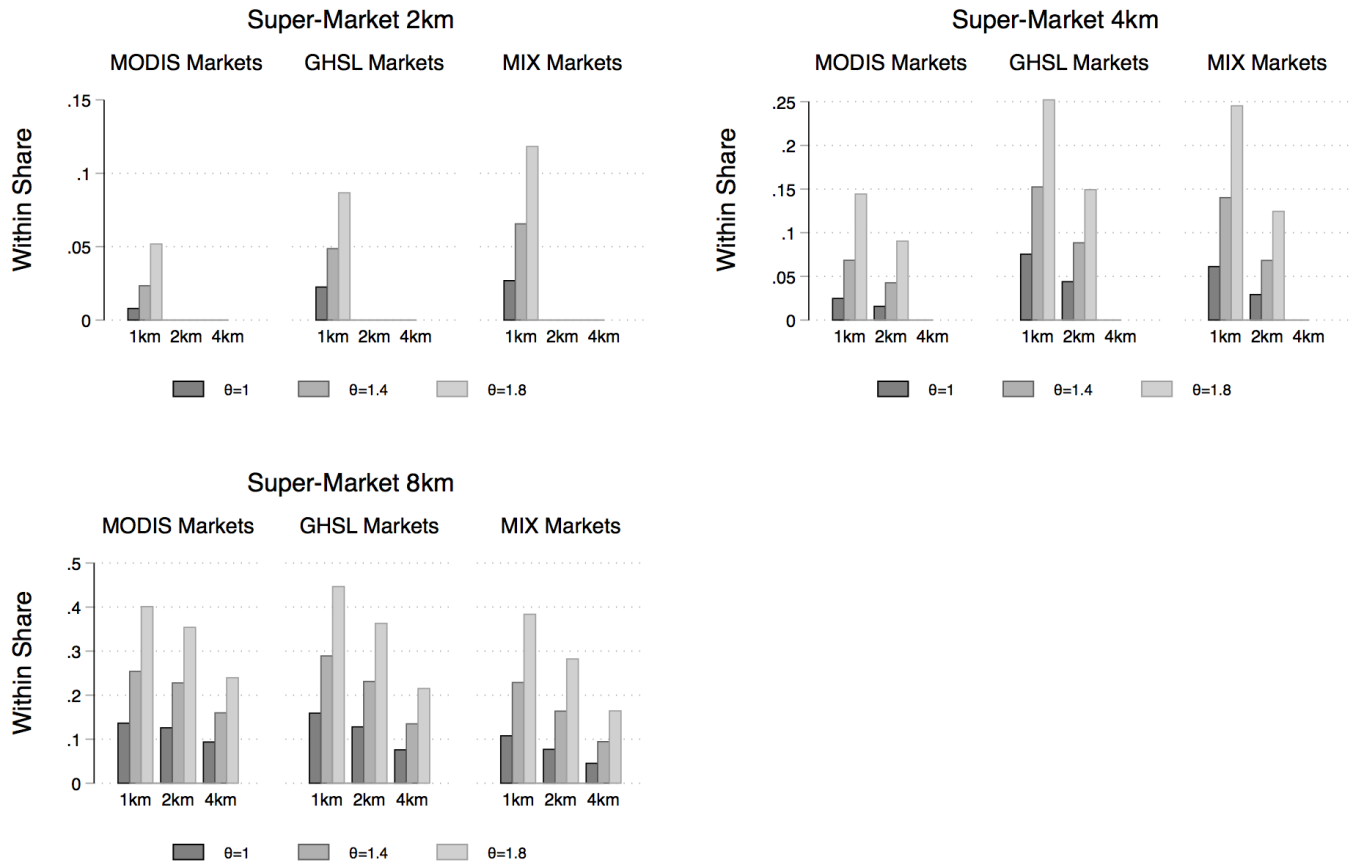 Super-Market 2km
MODIS Markets GHSL Markets MIX Markets
Within Share
.15
.1
.05
0
1km 2km 4km 1km 2km 4km 1km 2km 4km
θ=1 θ=1.4 θ=1.8
Super-Market 4km
MODIS Markets GHSL Markets MIX Markets
Within Share
.25
.2
.15
.1
.05
0
1km 2km 4km 1km 2km 4km 1km 2km 4km
θ=1 θ=1.4 θ=1.8
Super-Market 8km
MODIS Markets GHSL Markets MIX Markets
Within Share
.5
.4
.3
.2
.1
0
1km 2km 4km 1km 2km 4km 1km 2km 4km
θ=1 θ=1.4 θ=1.8